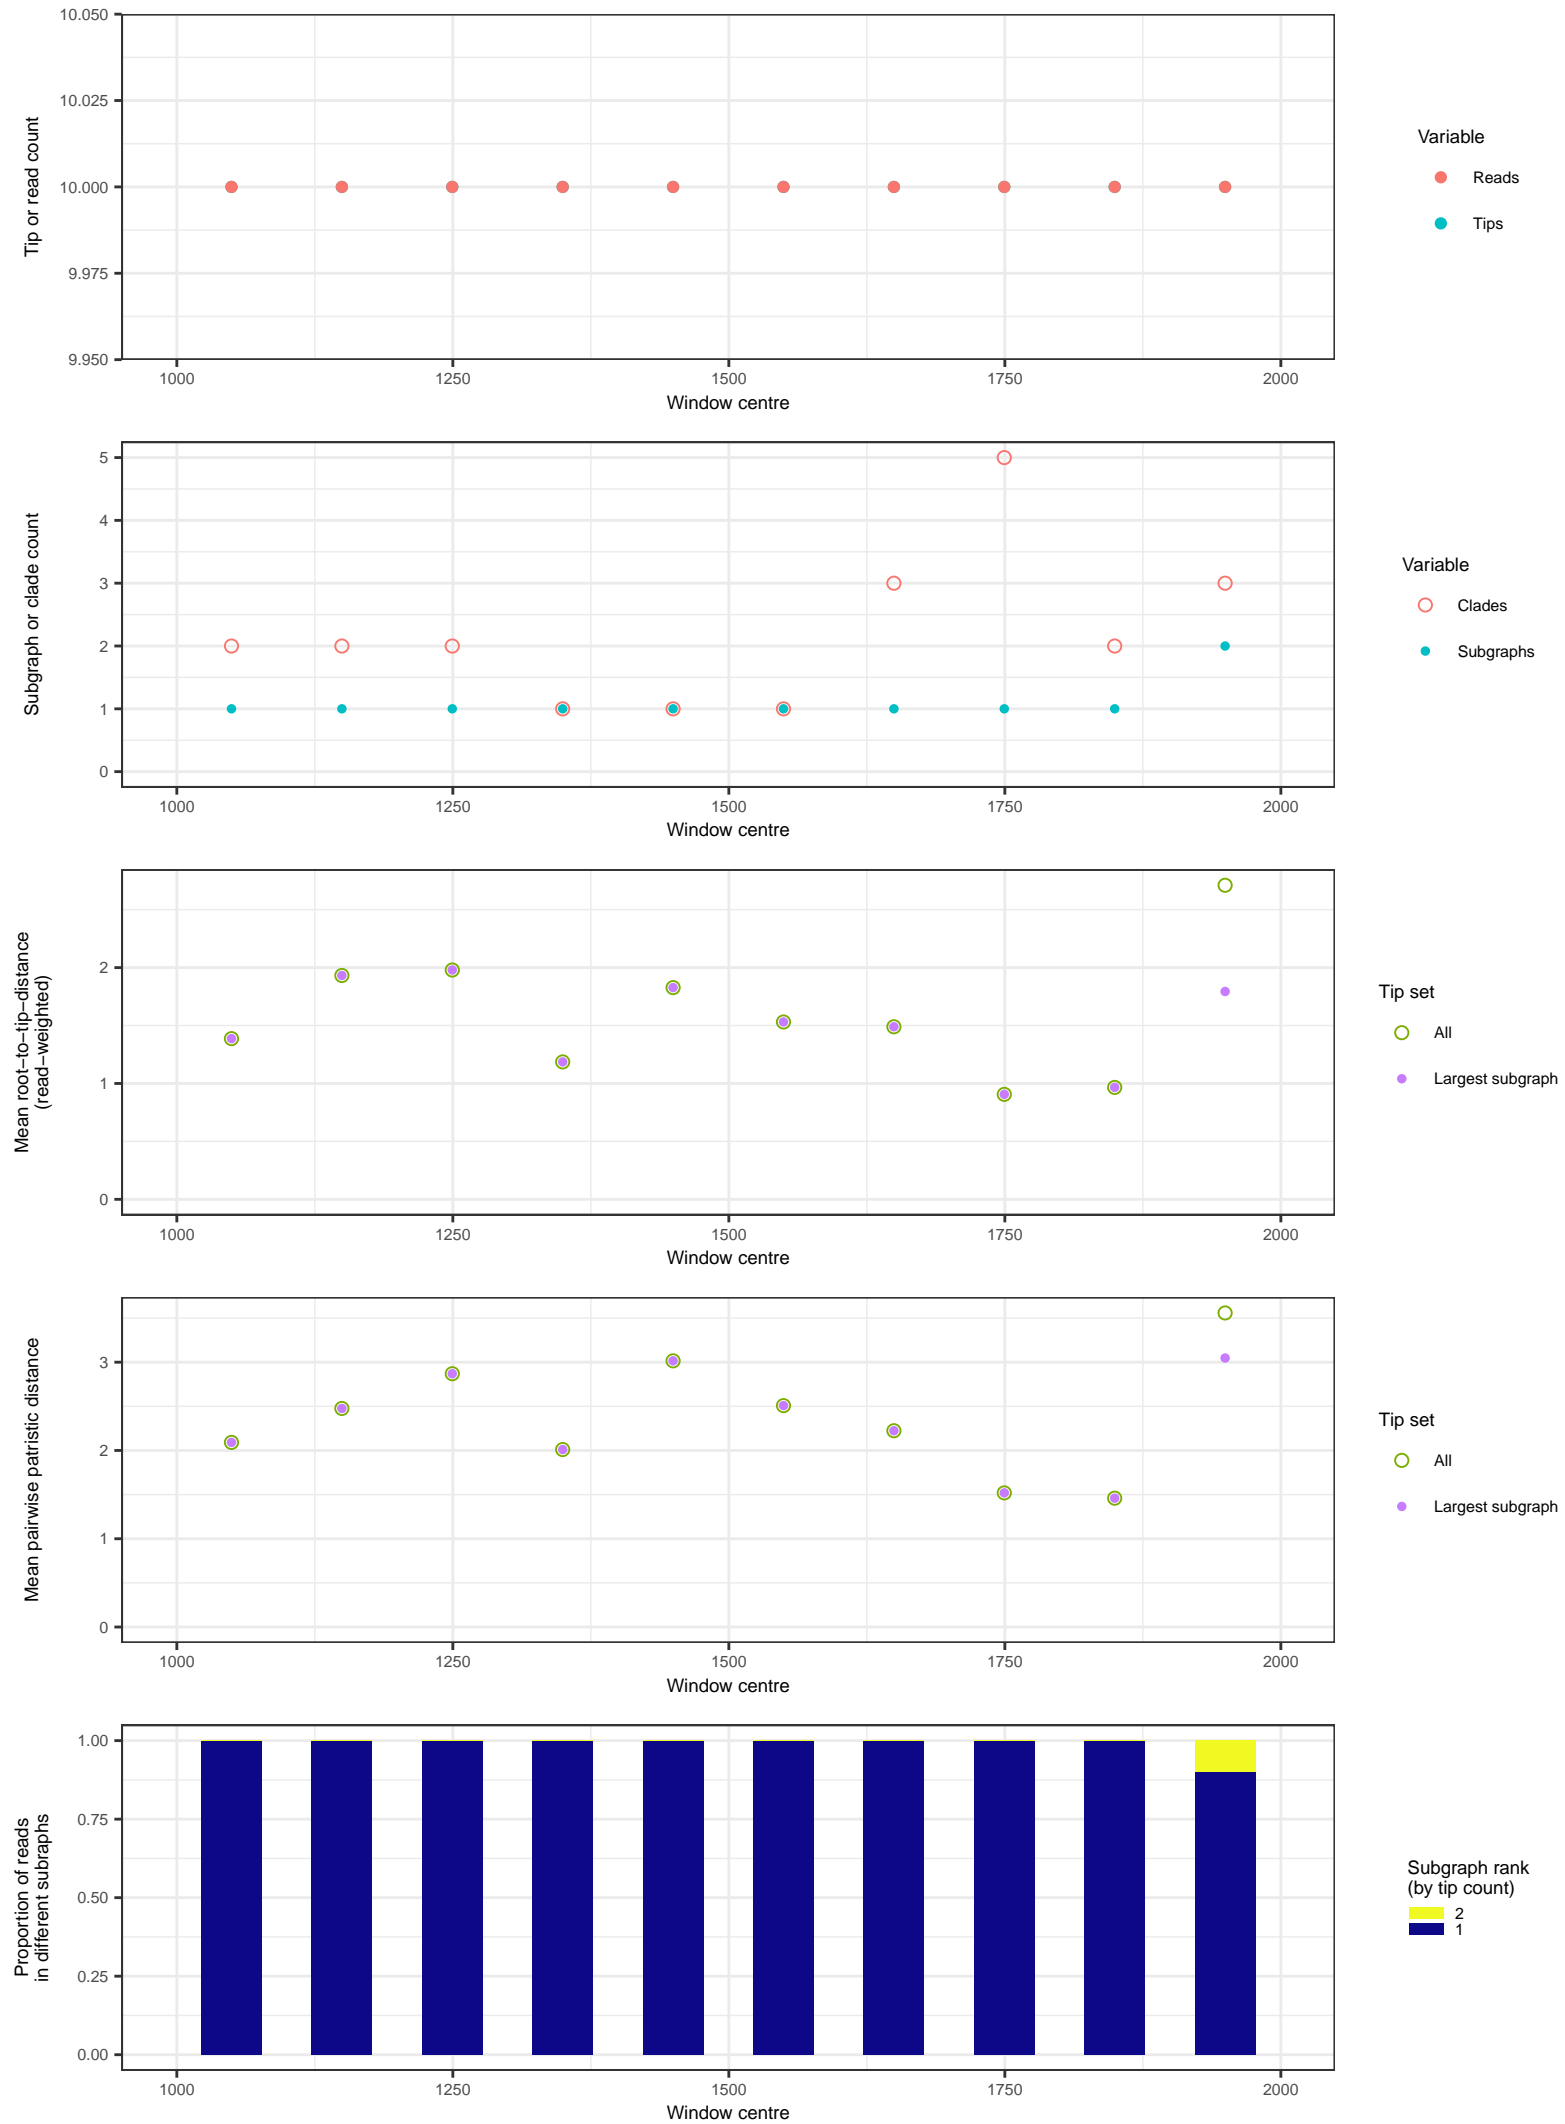 10.050
10.025
10.000
9.975
9.950
Tip or read count
1000 1250 1500 1750 2000
Window centre
Variable
Reads
Tips
5
4
3
2
1
0
Subgraph or clade count
1000 1250 1500 1750 2000
Window centre
Variable
Clades
Subgraphs
2
1
0
Mean root−to−tip−distance
(read−weighted)
1000 1250 1500 1750 2000
Window centre
Tip set
All
Largest subgraph
3
2
1
0
Mean pairwise patristic distance
1000 1250 1500 1750 2000
Window centre
Tip set
All
Largest subgraph
1.00
0.75
0.50
0.25
0.00
Proportion of reads
in different subraphs
1000 1250 1500 1750 2000
Window centre
Subgraph rank
(by tip count)
2
1